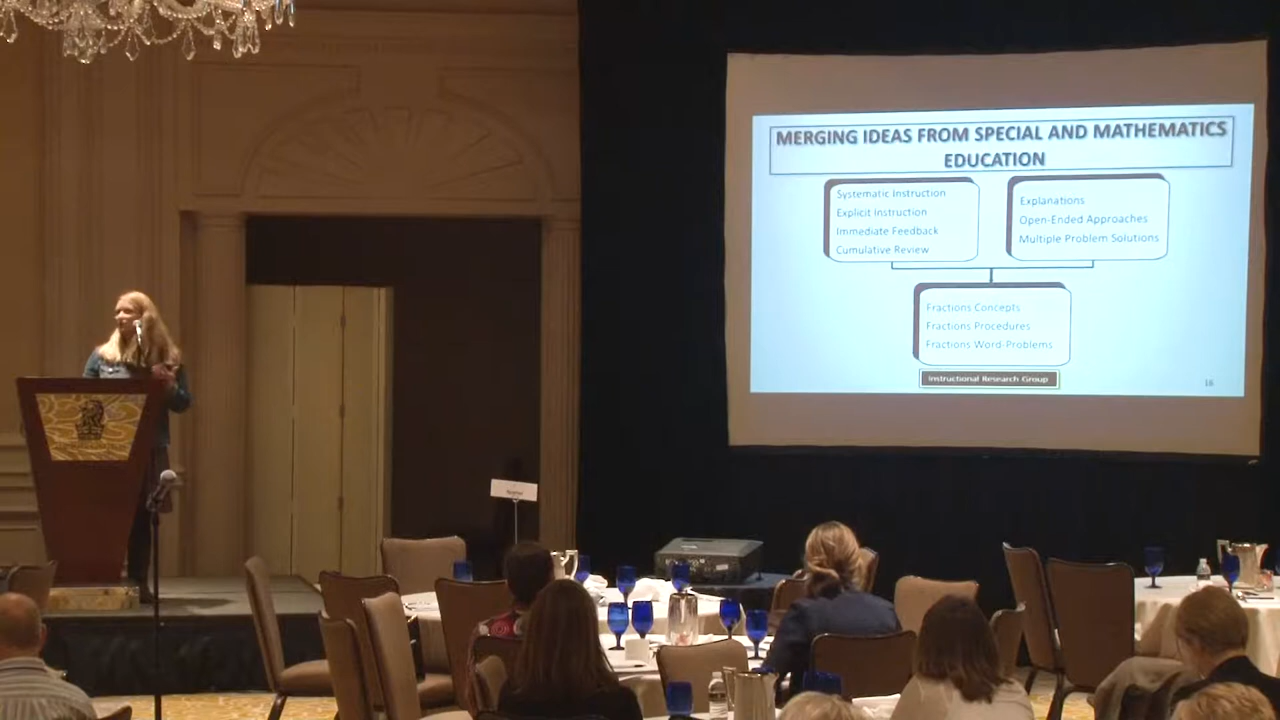 MERGING IDEAS FROM SPECIAL AND MATHEMATICS
EDUCATION
Systematic Instruction
Explicit Instruction
Immediate Feedback
Cumulative Review
Explanations
Open-Ended Approaches
Multiple Problem Solutions
Fractions Concepts
Fractions Procedures
Fractions Word-Problems
Instructional Research Group
16